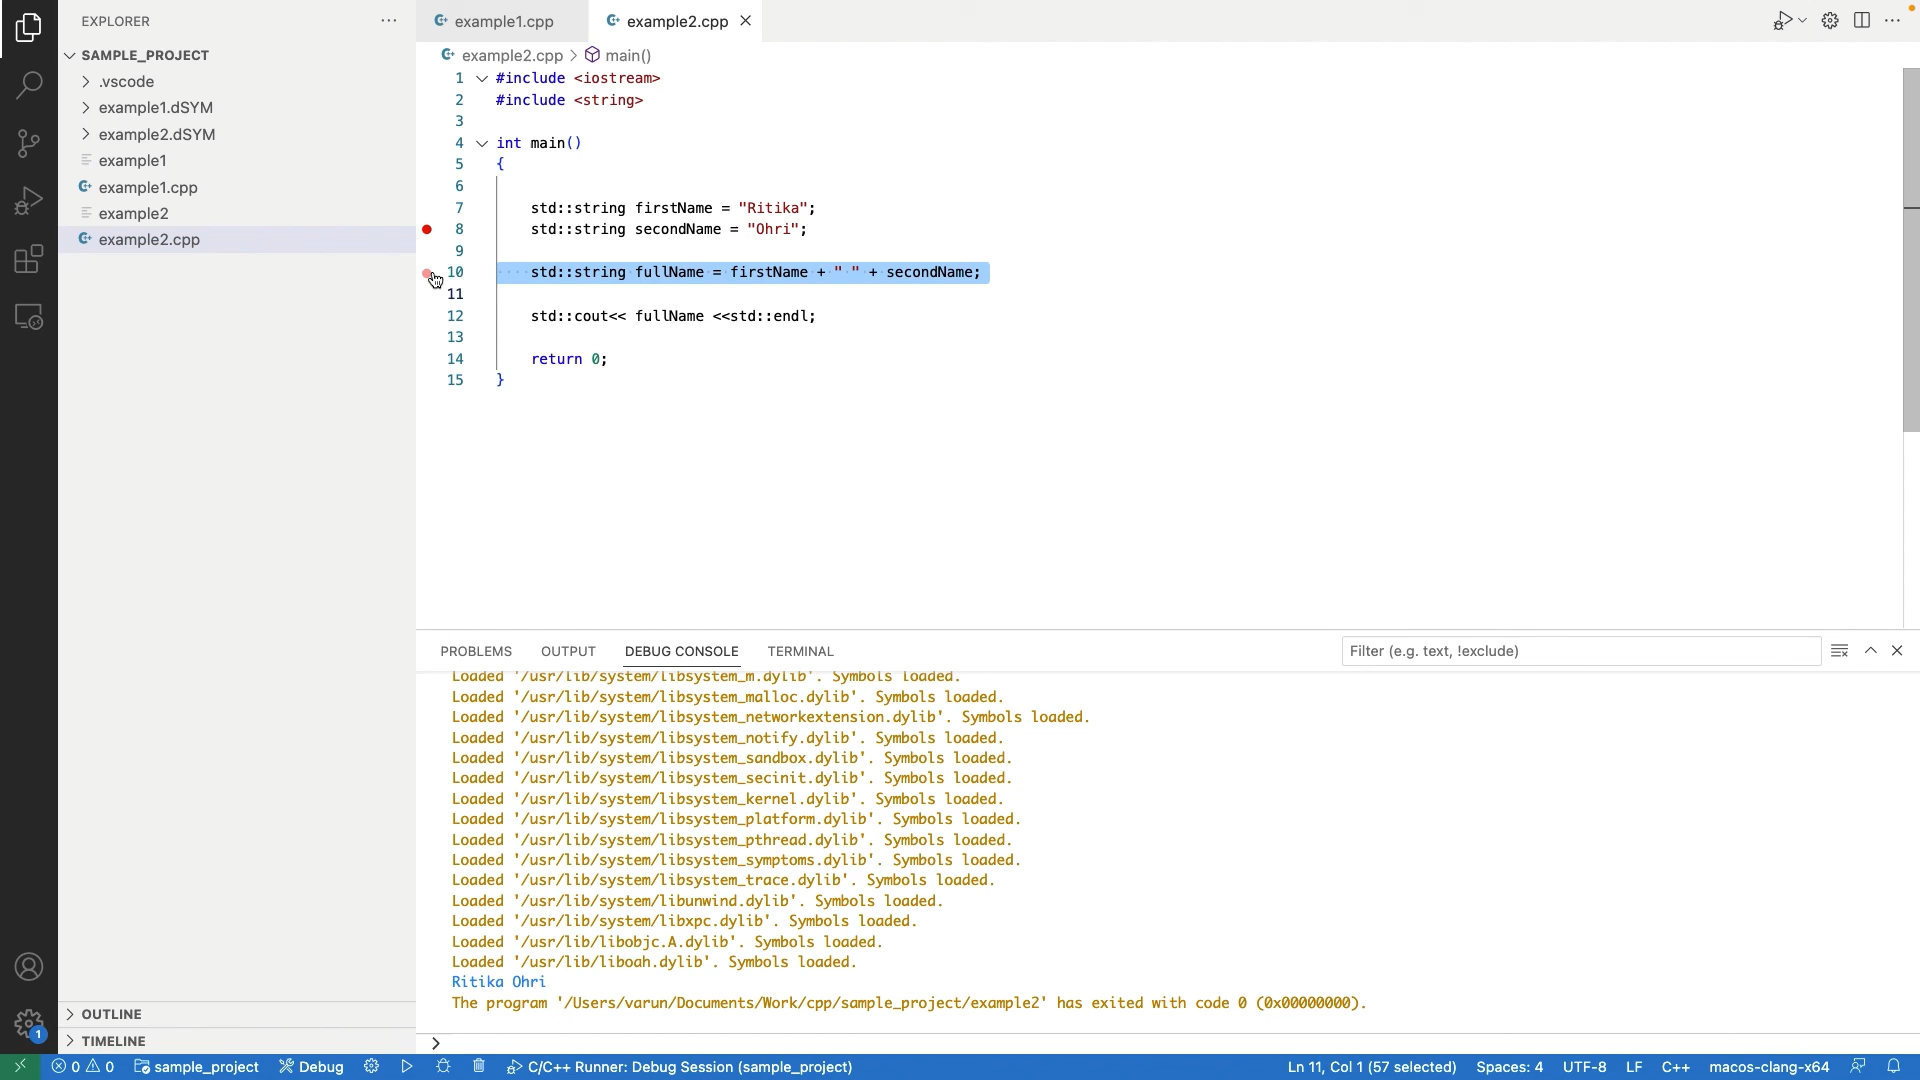 EXPLORER
SAMPLE_PROJECT
.vscode
example1.dSYM
example2.dSYM
example1
example1.cpp
example2
example2.cpp
OUTLINE
TIMELINE
1
example1.cpp
example2.cpp
example2.cpp > main()
1 #include <iostream>
2 #include <string>
3
4 int main()
5 {
6
7 std::string firstName = "Ritika";
8 std::string secondName = "Ohri";
9
10 std::string fullName = firstName + " " + secondName;
11
12 std::cout<< fullName <<std::endl;
13
14 return 0;
15 }
PROBLEMS OUTPUT DEBUG CONSOLE TERMINAL Filter (e.g. text, !exclude)
Loaded '/usr/lib/system/libsystem_m.dylib'. Symbols loaded.
Loaded '/usr/lib/system/libsystem_malloc.dylib'. Symbols loaded.
Loaded '/usr/lib/system/libsystem_networkextension.dylib'. Symbols loaded.
Loaded '/usr/lib/system/libsystem_notify.dylib'. Symbols loaded.
Loaded '/usr/lib/system/libsystem_sandbox.dylib'. Symbols loaded.
Loaded '/usr/lib/system/libsystem_secinit.dylib'. Symbols loaded.
Loaded '/usr/lib/system/libsystem_kernel.dylib'. Symbols loaded.
Loaded '/usr/lib/system/libsystem_platform.dylib'. Symbols loaded.
Loaded '/usr/lib/system/libsystem_pthread.dylib'. Symbols loaded.
Loaded '/usr/lib/system/libsystem_symptoms.dylib'. Symbols loaded.
Loaded '/usr/lib/system/libsystem_trace.dylib'. Symbols loaded.
Loaded '/usr/lib/system/libunwind.dylib'. Symbols loaded.
Loaded '/usr/lib/system/libxpc.dylib'. Symbols loaded.
Loaded '/usr/lib/libobjc.A.dylib'. Symbols loaded.
Loaded '/usr/lib/liboah.dylib'. Symbols loaded.
Ritika Ohri
The program '/Users/varun/Documents/Work/cpp/sample_project/example2' has exited with code 0 (0x00000000).
0 0 sample_project Debug C/C++ Runner: Debug Session (sample_project) Ln 11, Col 1 (57 selected) Spaces: 4 UTF-8 LF C++ macos-clang-x64